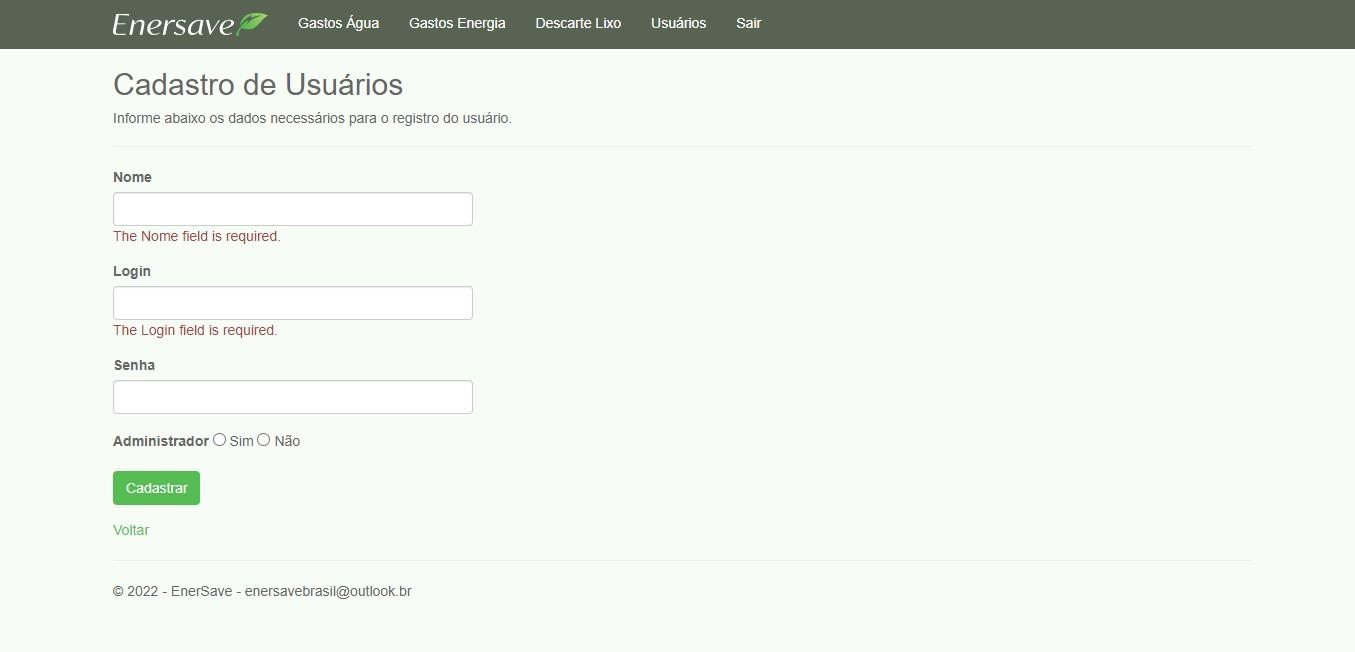 Enersave Gastos Água Gastos Energia Descarte Lixo Usuários Sair
Cadastro de Usuários
Informe abaixo os dados necessários para o registro do usuário.
Nome
The Nome field is required.
Login
The Login field is required.
Senha
Administrador Sim Não
Cadastrar
Voltar
© 2022 - EnerSave - enersavebrasil@outlook.br